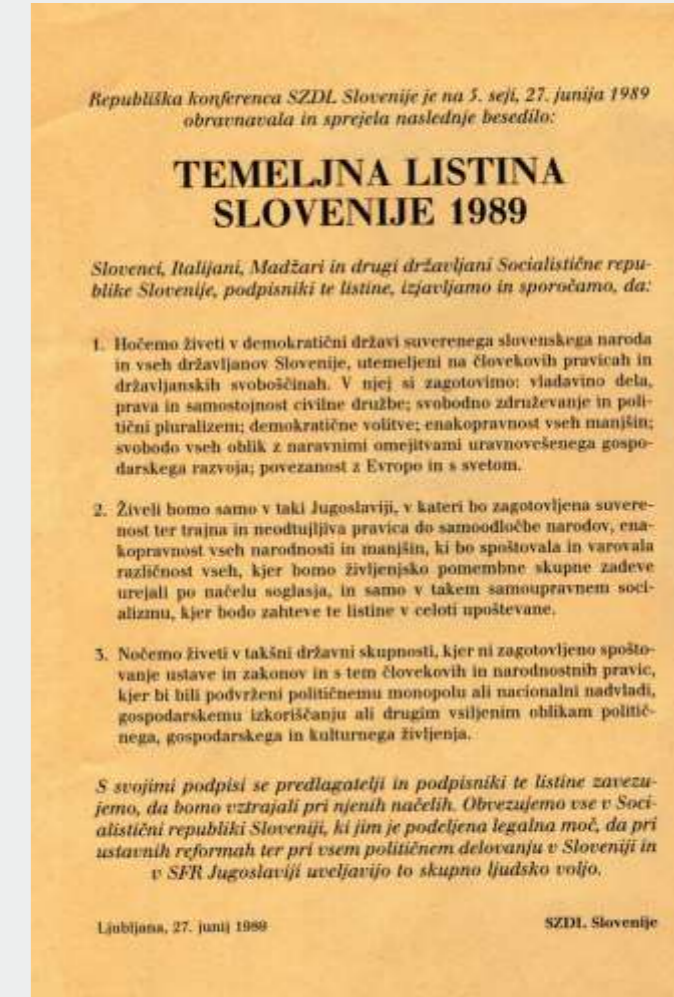 Republiška konferenca SZDL Slovenije je na 5. seji, 27. junija 1989
obravnavala in sprejela naslednje besedilo:
TEMELJNA LISTINA
SLOVENIJE 1989
Slovenci, Italijani, Madžari in drugi državljani Socialistične repu-
blike Slovenije, podpisniki te listine, izjavljamo in sporočamo, da:
1. Hočemo živeti v demokratični državi suverenega slovenskega naroda
in vseh državljanov Slovenije, utemeljeni na človekovih pravicah in
državljanskih svoboščinah. V njej si zagotovimo: vladavino dela,
prava in samostojnost civilne družbe; svobodno združevanje in poli-
tični pluralizem; demokratične volitve; enakopravnost vseh manjšin;
svobodo vseh oblik z naravnimi omejitvami uravnovešenega gospo-
darskega razvoja; povezanost z Evropo in s svetom.
2. Živeli bomo samo v taki Jugoslaviji, v kateri bo zagotovljena suvere-
nost ter trajna in neodtujljiva pravica do samoodločbe narodov, ena-
kopravnost vseh narodnosti in manjšin, ki bo spoštovala in varovala
različnost vseh, kjer bomo življenjsko pomembne skupne zadeve
urejali po načelu soglasja, in samo v takem samoupravnem soci-
alizmu, kjer bodo zahteve te listine v celoti upoštevane.
3. Nočemo živeti v takšni državni skupnosti, kjer ni zagotovljeno spošto-
vanje ustave in zakonov in s tem človekovih in narodnostnih pravic,
kjer bi bili podvrženi političnemu monopolu ali nacionalni nadvladi,
gospodarskemu izkoriščanju ali drugim vsiljenim oblikam politič-
nega, gospodarskega in kulturnega življenja.
S svojimi podpisi se predlagatelji in podpisniki te listine zavezu-
jemo, da bomo vztrajali pri njenih načelih. Obvezujemo vse v Soci-
alistični republiki Sloveniji, ki jim je podeljena legalna moč, da pri
ustavnih reformah ter pri vsem političnem delovanju v Sloveniji in
v SFR Jugoslaviji uveljavijo to skupno ljudsko voljo.
Ljubljana, 27. junij 1989
SZDL Slovenije